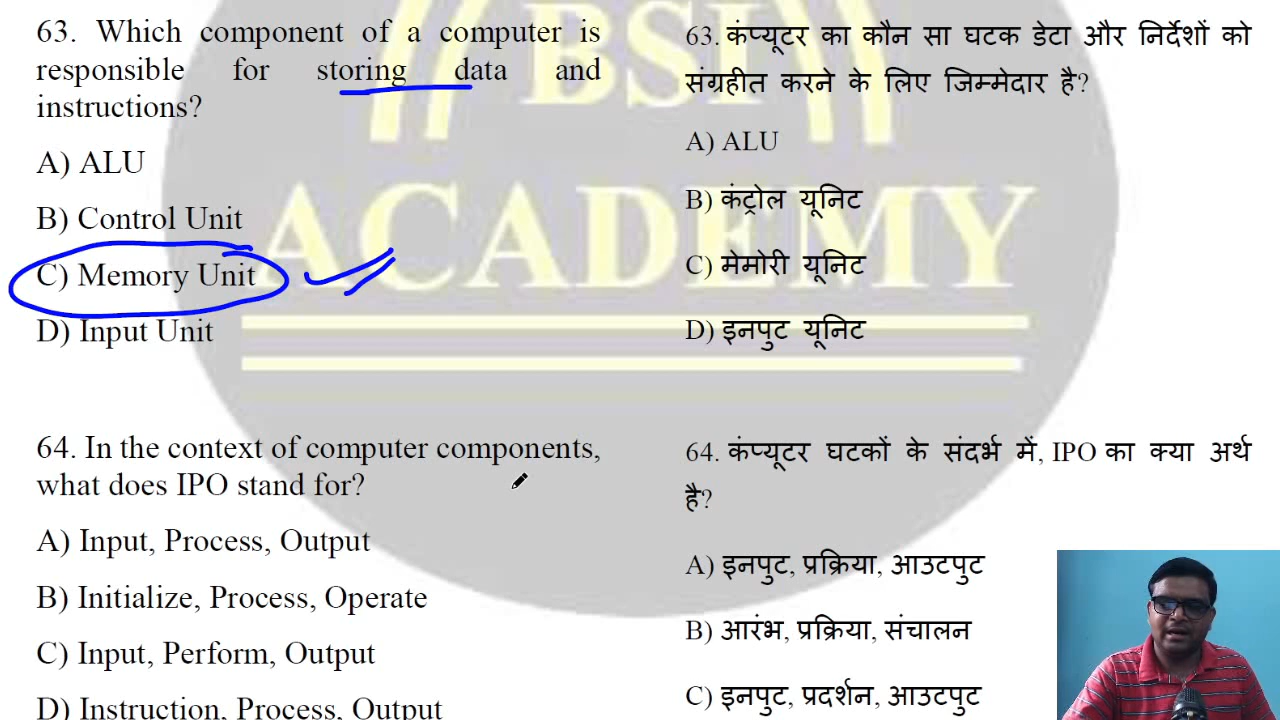 BSI
ACADEMY
63. Which component of a computer is
responsible for storing data and
instructions?
A) ALU
B) Control Unit
C) Memory Unit
D) Input Unit
64. In the context of computer components,
what does IPO stand for?
A) Input, Process, Output
B) Initialize, Process, Operate
C) Input, Perform, Output
D) Instruction, Process, Output
63. कंप्यूटर का कौन सा घटक डेटा और निर्देशों को
संग्रहीत करने के लिए जिम्मेदार है?
A) ALU
B) कंट्रोल यूनिट
C) मेमोरी यूनिट
D) इनपुट यूनिट
64. कंप्यूटर घटकों के संदर्भ में, IPO का क्या अर्थ
है?
A) इनपुट, प्रक्रिया, आउटपुट
B) आरंभ, प्रक्रिया, संचालन
C) इनपुट, प्रदर्शन, आउटपुट